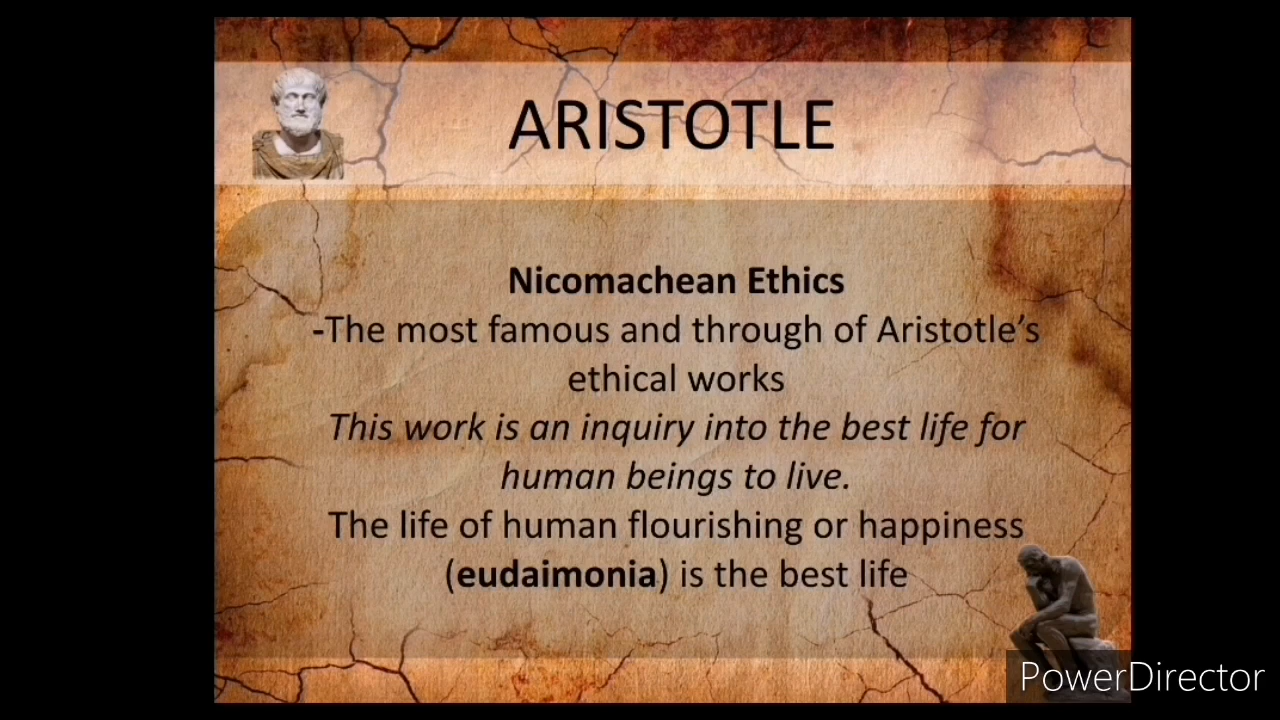 ARISTOTLE
Nicomachean Ethics
-The most famous and through of Aristotle’s
ethical works
This work is an inquiry into the best life for
human beings to live.
The life of human flourishing or happiness
(eudaimonia) is the best life
PowerDirector